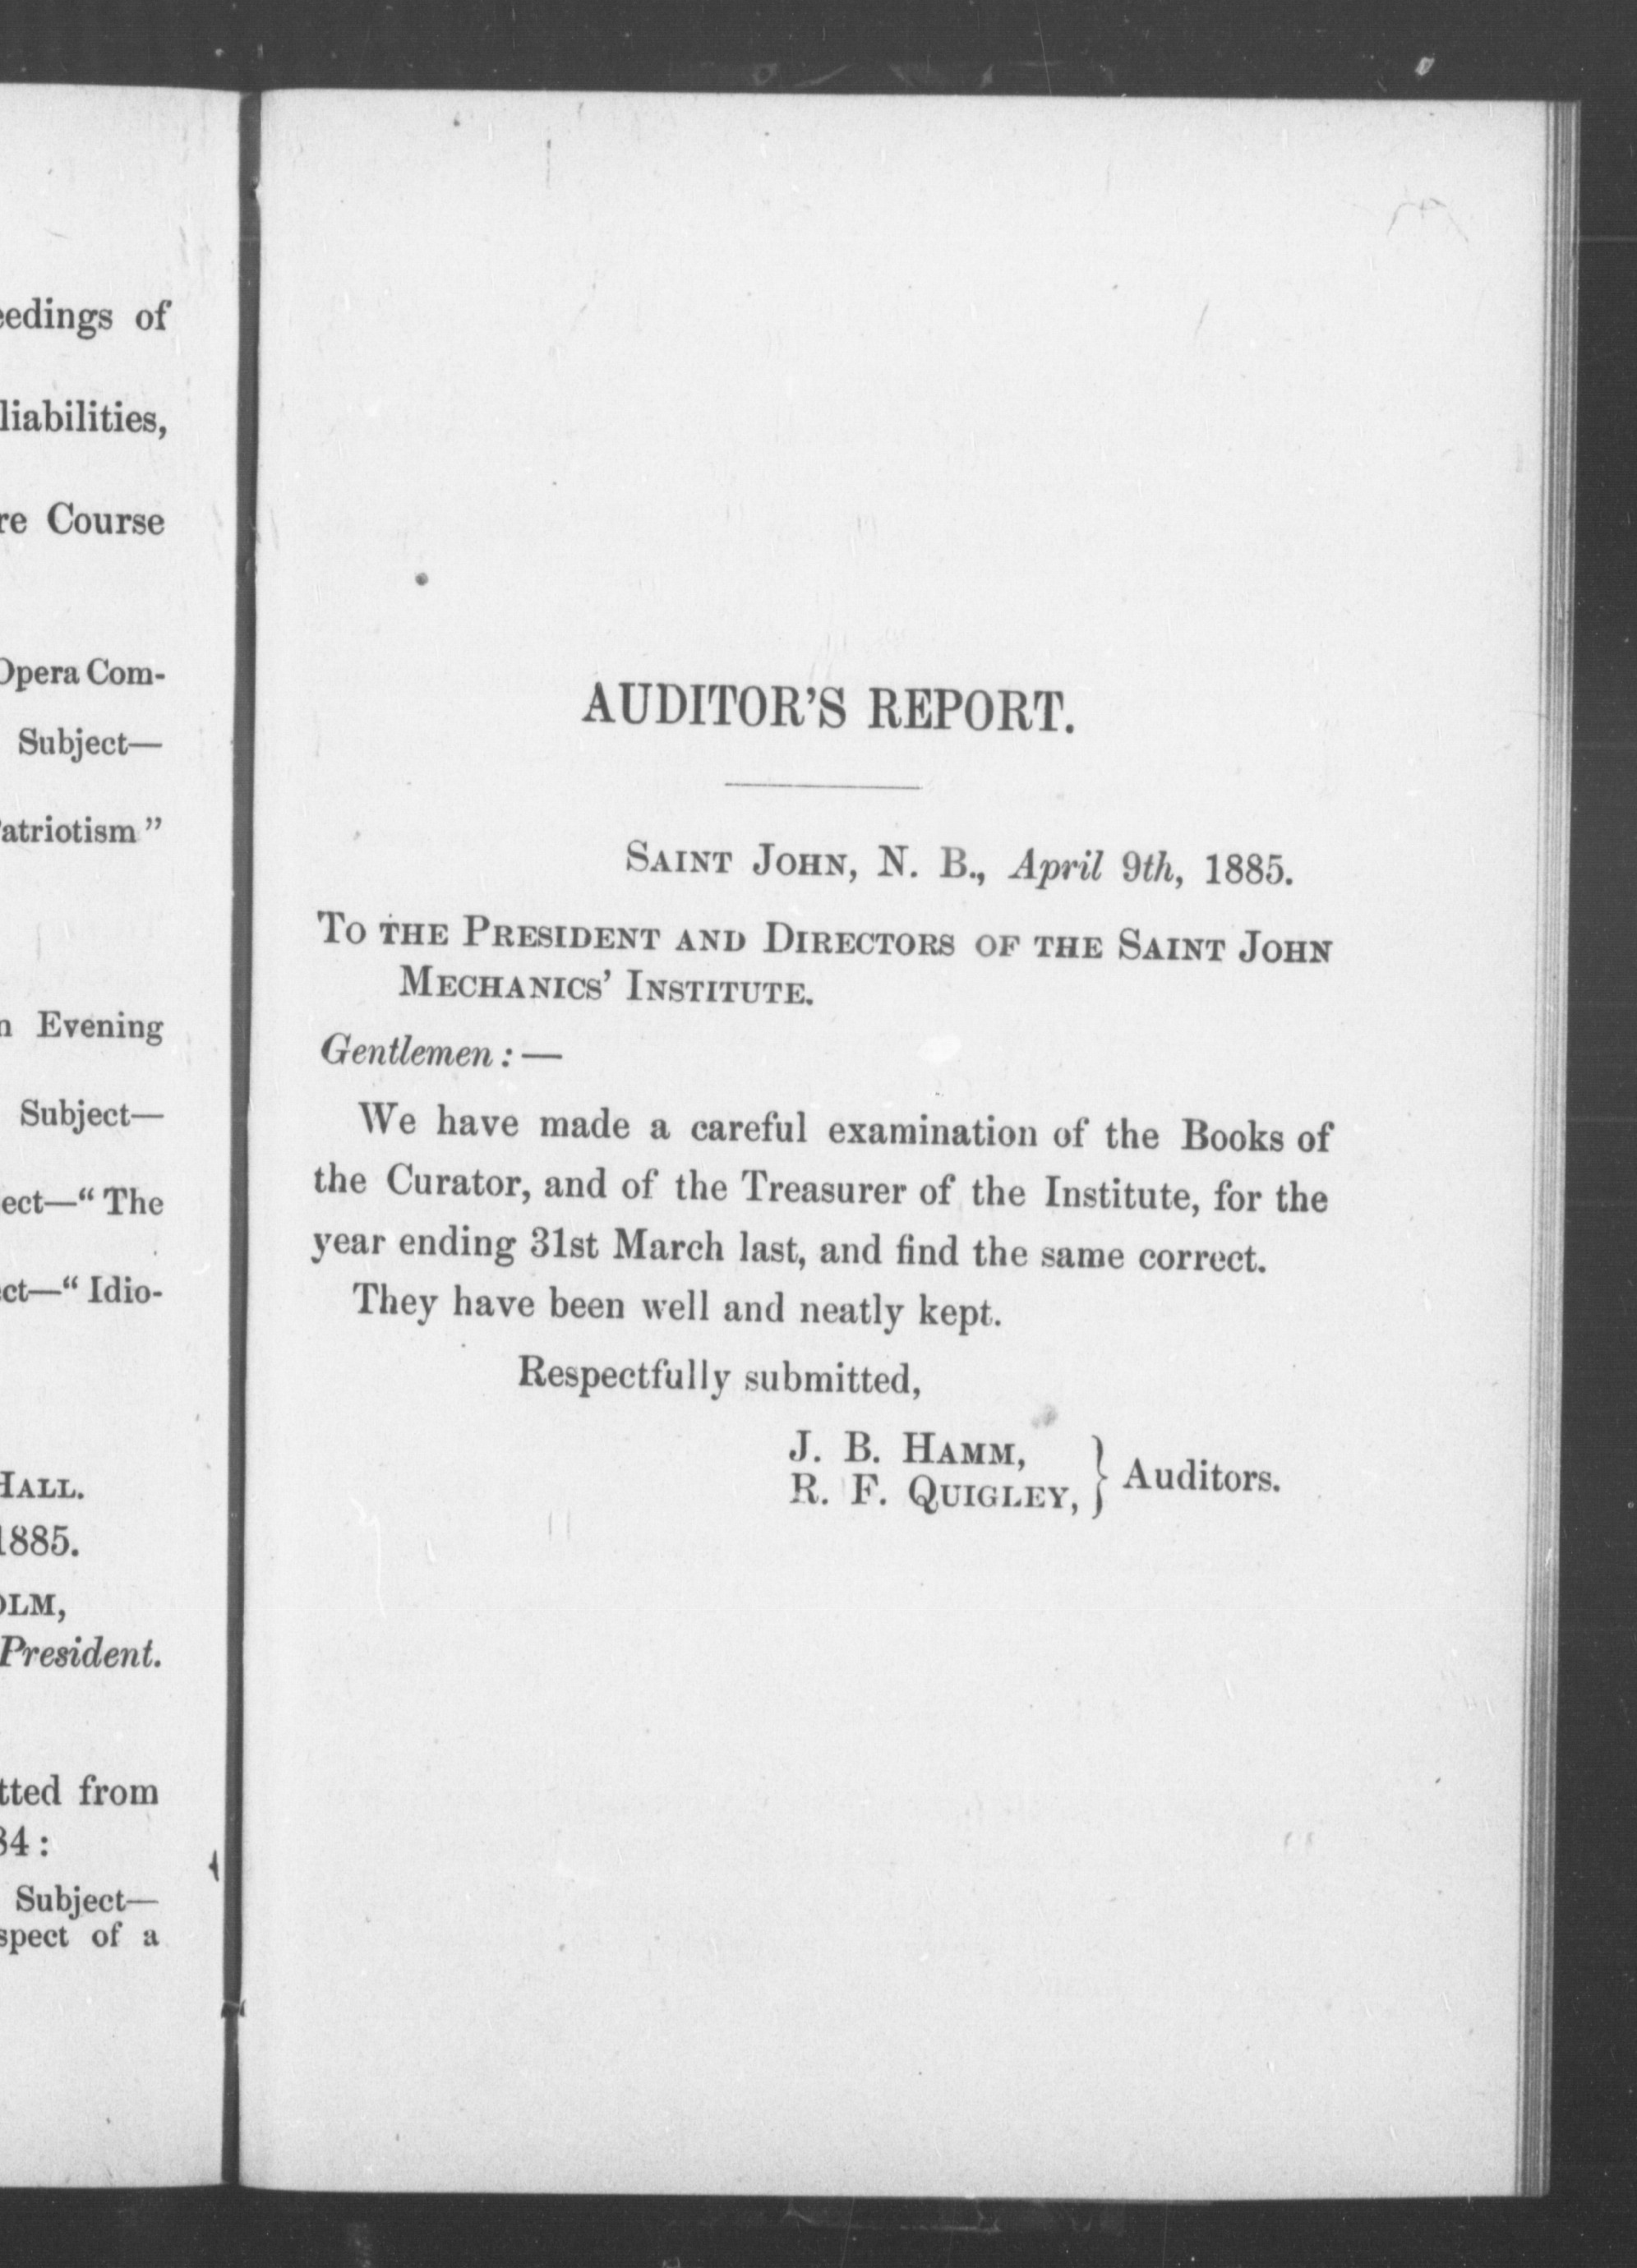 eedings of
liabilities,
re Course
Opera Com-
Subject—
atriotism"
n Evening
Subject—
ect—"The
ct—"Idio-
HALL.
1885.
OLM,
President.
tted from
84:
Subject—
spect of a
AUDITOR'S REPORT.
SAINT JOHN, N. B., April 9th, 1885.
TO THE PRESIDENT AND DIRECTORS OF THE SAINT JOHN
MECHANICS' INSTITUTE.
Gentlemen:—
We have made a careful examination of the Books of
the Curator, and of the Treasurer of the Institute, for the
year ending 31st March last, and find the same correct.
They have been well and neatly kept.
Respectfully submitted,
J. B. HAMM,
R. F. QUIGLEY, } Auditors.